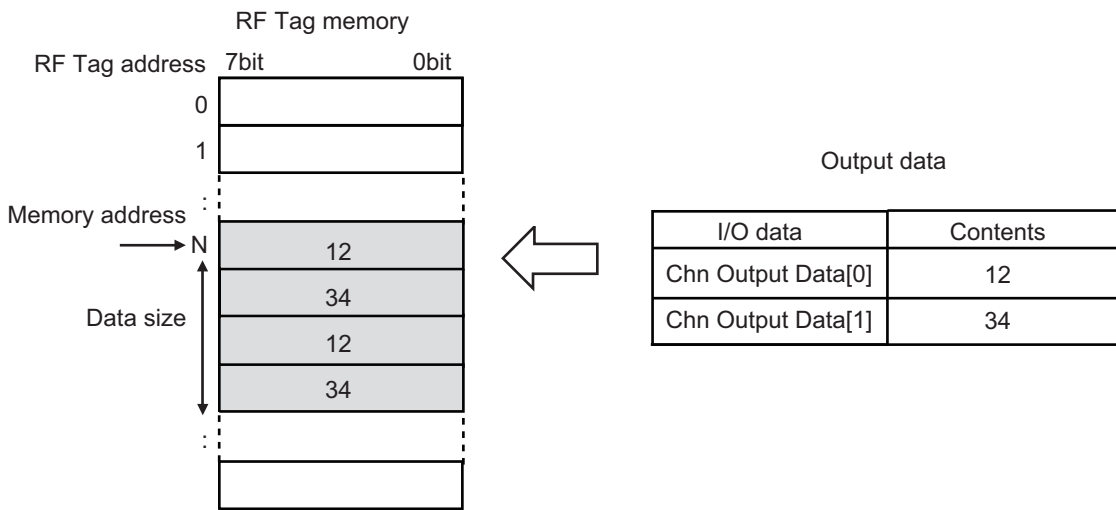 RF Tag memory
RF Tag address 7bit 0bit
0
1
:
Memory address
N 12
34
Data size
12
34
:
Output data
I/O data Contents
Chn Output Data[0] 12
Chn Output Data[1] 34